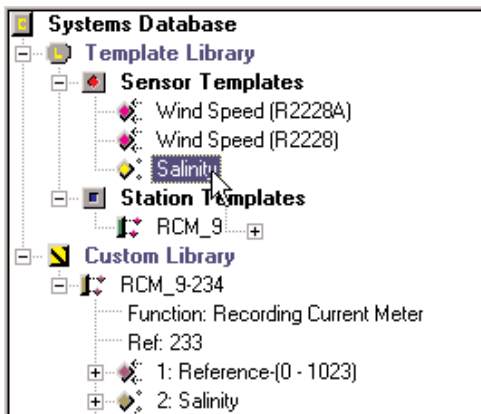 Systems Database
Template Library
Sensor Templates
Wind Speed (R2228A)
Wind Speed (R2228)
Salinity
Station Templates
RCM_9
Custom Library
RCM_9-234
Function: Recording Current Meter
Ref: 233
1: Reference-(0 - 1023)
2: Salinity